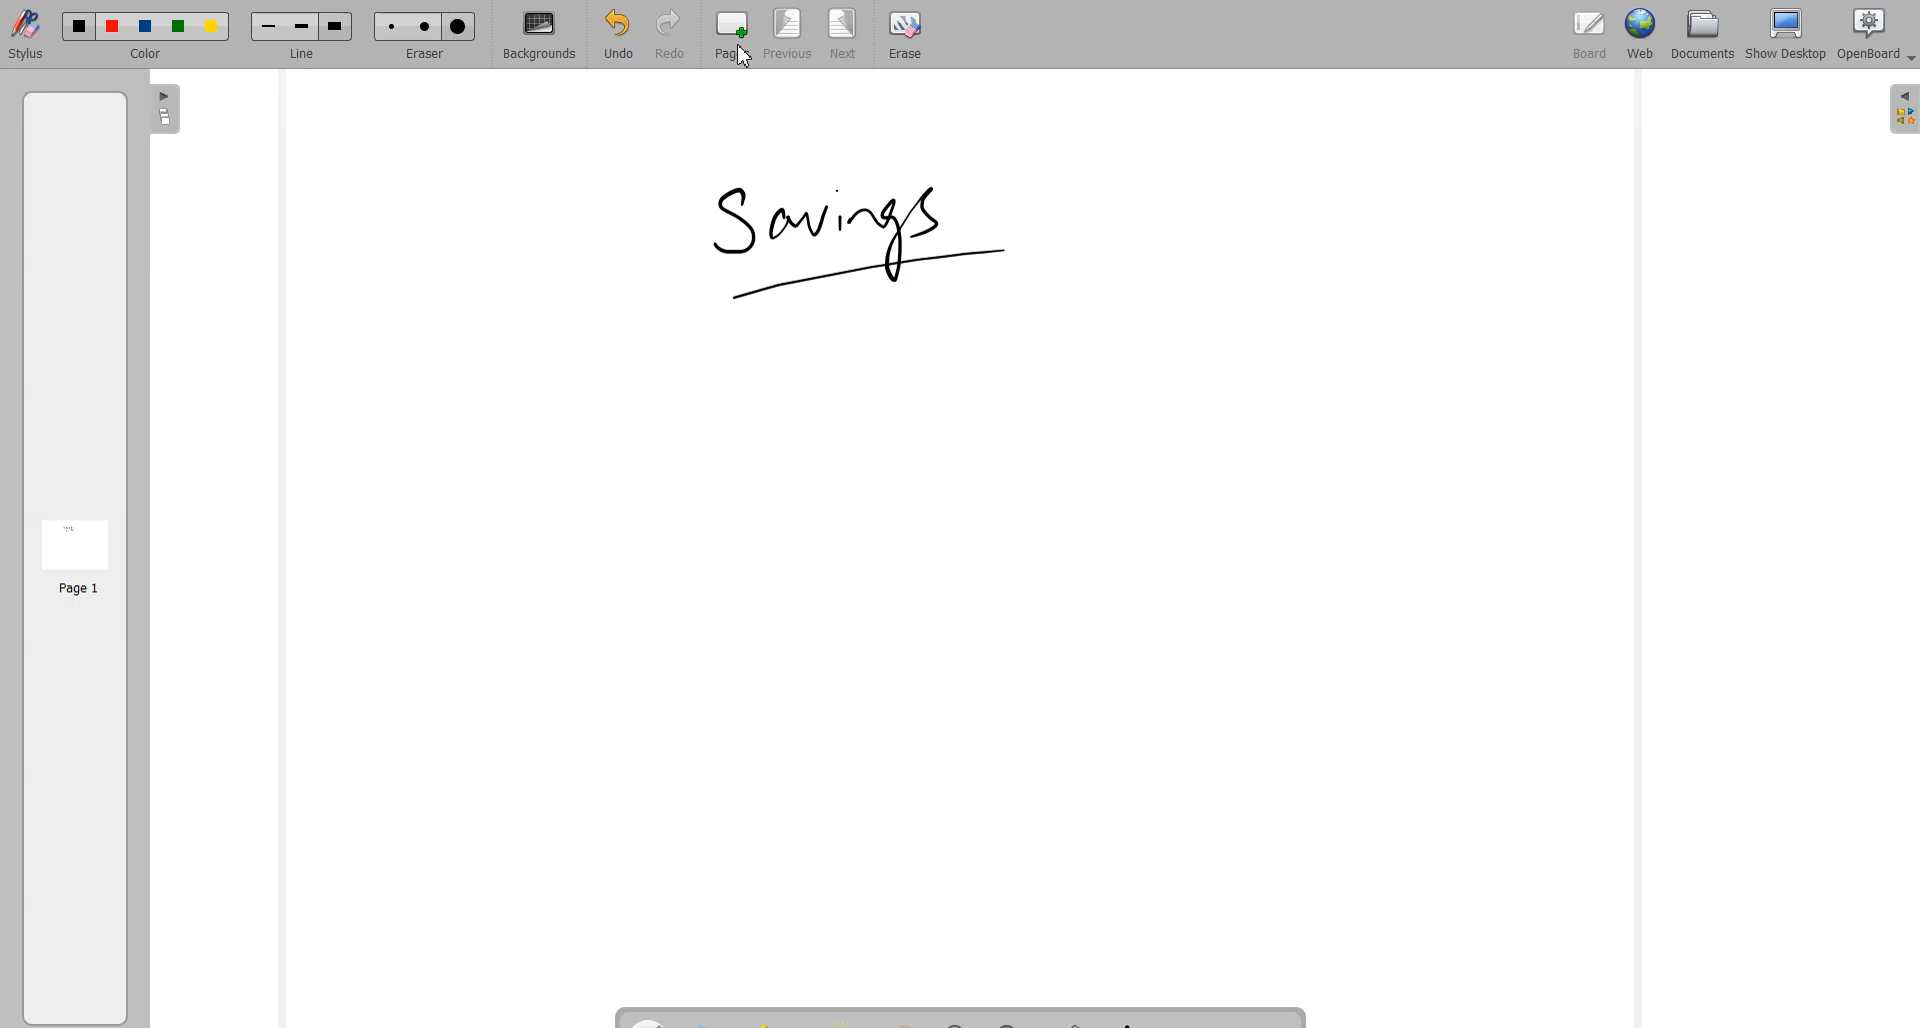 Stylus Color Line Eraser Backgrounds Undo Redo Page Previous Next Erase Board Web Documents Show Desktop OpenBoard
Savings
Page 1